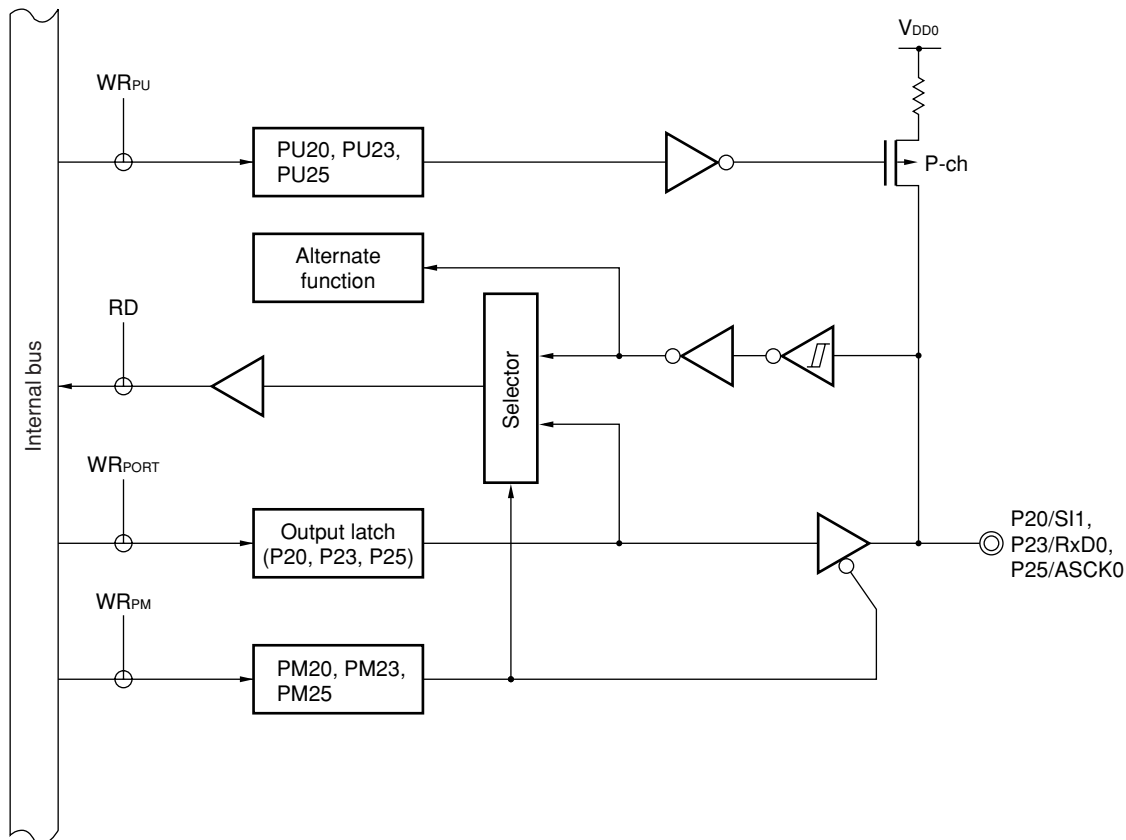 VDD0
WRPU
PU20, PU23,
PU25
P-ch
Alternate
function
RD
Selector
Internal bus
WRPORT
Output latch
(P20, P23, P25)
P20/SI1,
P23/RxD0,
P25/ASCK0
WRPM
PM20, PM23,
PM25